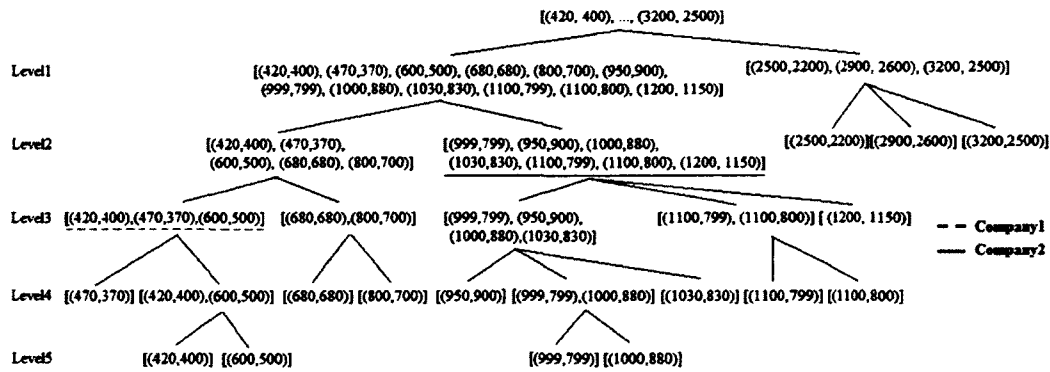 [(420, 400), ..., (3200, 2500)]
Level1 [(420,400), (470,370), (600,500), (680,680), (800,700), (950,900), [(2500,2200), (2900, 2600), (3200, 2500)]
(999,799), (1000,880), (1030,830), (1100,799), (1100,800), (1200, 1150)]
Level2 [(420,400), (470,370), [(999,799), (950,900), (1000,880), [(2500,2200)] [(2900,2600)] [(3200,2500)]
(600,500), (680,680), (800,700)] (1030,830), (1100,799), (1100,800), (1200, 1150)]
Level3 [(420,400),(470,370),(600,500)] [(680,680),(800,700)] [(999,799), (950,900), [(1100,799), (1100,800)] [(1200, 1150)]
(1000,880),(1030,830)]
Company1
Company2
Level4 [(470,370)] [(420,400),(600,500)] [(680,680)] [(800,700)] [(950,900)] [(999,799),(1000,880)] [(1030,830)] [(1100,799)] [(1100,800)]
Level5 [(420,400)] [(600,500)] [(999,799)] [(1000,880)]